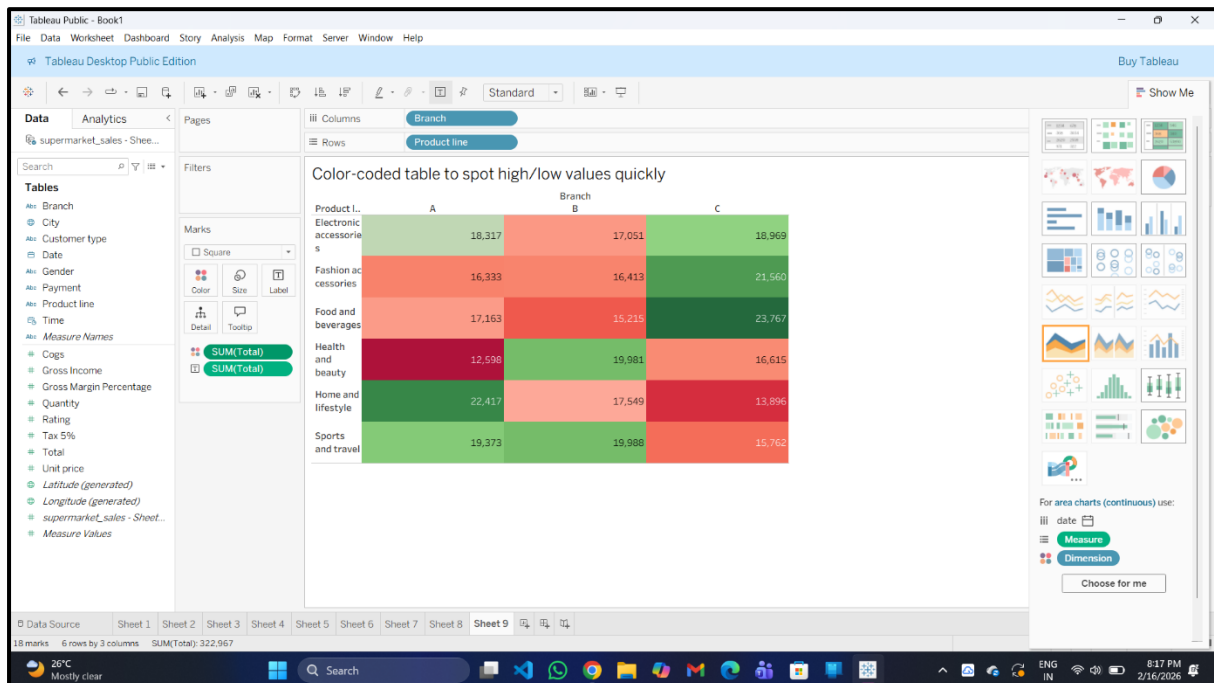 Tableau Public - Book1
File Data Worksheet Dashboard Story Analysis Map Format Server Window Help
Tableau Desktop Public Edition
Buy Tableau
Standard
Show Me
Data Analytics
supermarket_sales - Shee...
Search
Tables
Abc Branch
City
Abc Customer type
Date
Abc Gender
Abc Payment
Abc Product line
Time
Abc Measure Names
# Cogs
# Gross Income
# Gross Margin Percentage
# Quantity
# Rating
# Tax 5%
# Total
# Unit price
Latitude (generated)
Longitude (generated)
# supermarket_sales - Sheet...
# Measure Values
Pages
Filters
Marks
Square
Color Size Label
Detail Tooltip
SUM(Total)
SUM(Total)
Columns Branch
Rows Product line
Color-coded table to spot high/low values quickly
Branch
Product l.. A B C
Electronic
accessorie
s
18,317 17,051 18,969
Fashion ac
cessories
16,333 16,413 21,560
Food and
beverages
17,163 15,215 23,767
Health
and
beauty
12,598 19,981 16,615
Home and
lifestyle
22,417 17,549 13,896
Sports
and travel
19,373 19,988 15,762
For area charts (continuous) use:
date
Measure
Dimension
Choose for me
Data Source Sheet 1 Sheet 2 Sheet 3 Sheet 4 Sheet 5 Sheet 6 Sheet 7 Sheet 8 Sheet 9
18 marks 6 rows by 3 columns SUM(Total): 322,967
26°C
Mostly clear
Search
ENG
IN
8:17 PM
2/16/2026